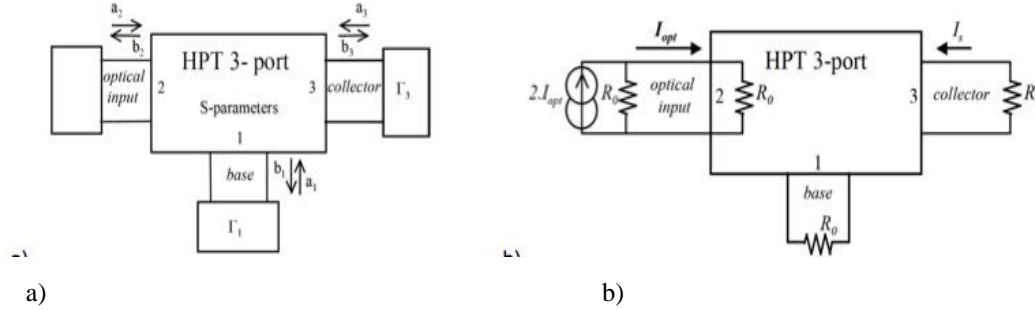 a₂
b₂
a₃
b₃
HPT 3- port
optical
input
2
3
collector
Γ₃
S-parameters
1
base
b₁
a₁
Γ₁
a)
I_opt
I_s
HPT 3-port
2.I_opt
R₀
optical
input
2
R₀
3
collector
R
1
base
R₀
b)